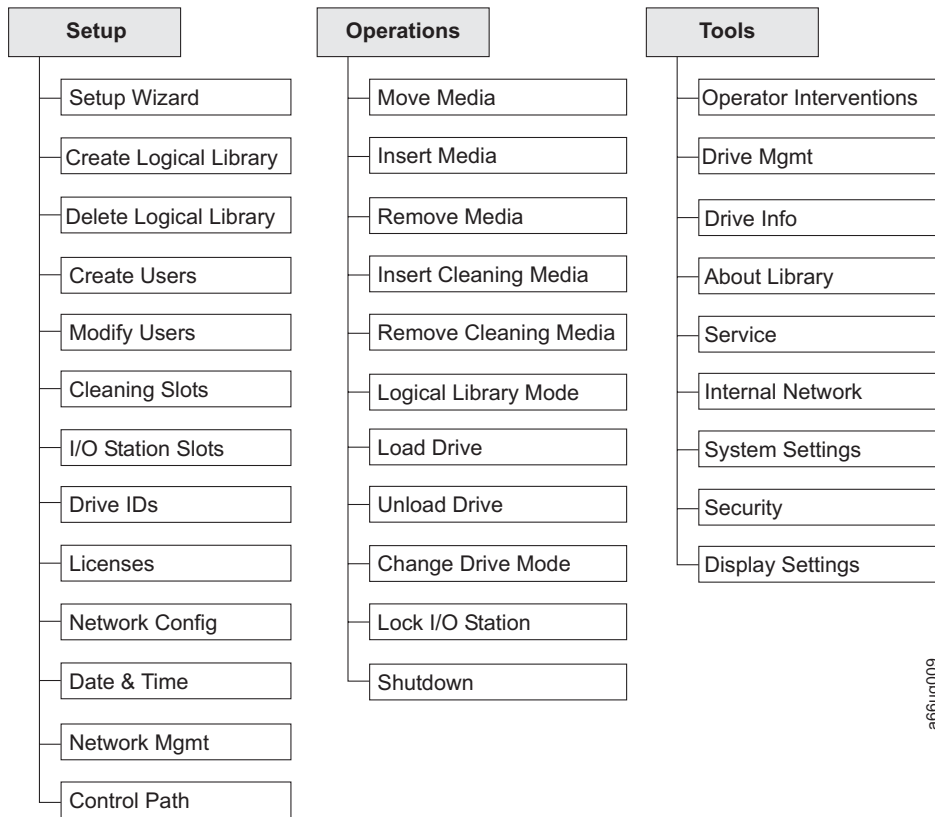 Setup
Setup Wizard
Create Logical Library
Delete Logical Library
Create Users
Modify Users
Cleaning Slots
I/O Station Slots
Drive IDs
Licenses
Network Config
Date & Time
Network Mgmt
Control Path
Operations
Move Media
Insert Media
Remove Media
Insert Cleaning Media
Remove Cleaning Media
Logical Library Mode
Load Drive
Unload Drive
Change Drive Mode
Lock I/O Station
Shutdown
Tools
Operator Interventions
Drive Mgmt
Drive Info
About Library
Service
Internal Network
System Settings
Security
Display Settings